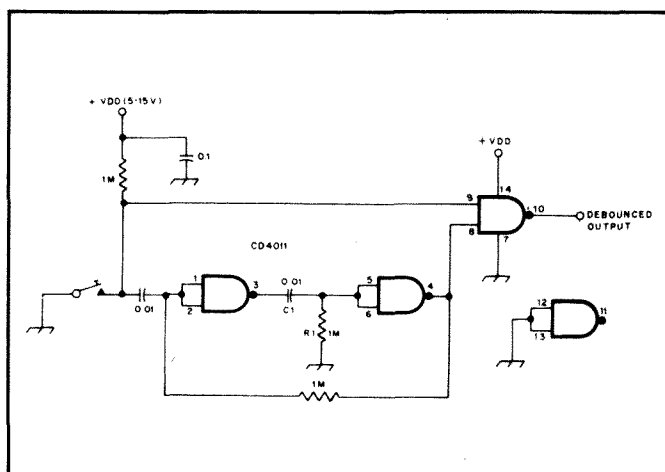 + VDD (5-15V)
0.1
1M
+VDD
14
9
10
8
7
DEBOUNCED
OUTPUT
CD4011
1
2
3
0.01
0.01
C1
5
6
4
R1
1M
1M
12
13
11